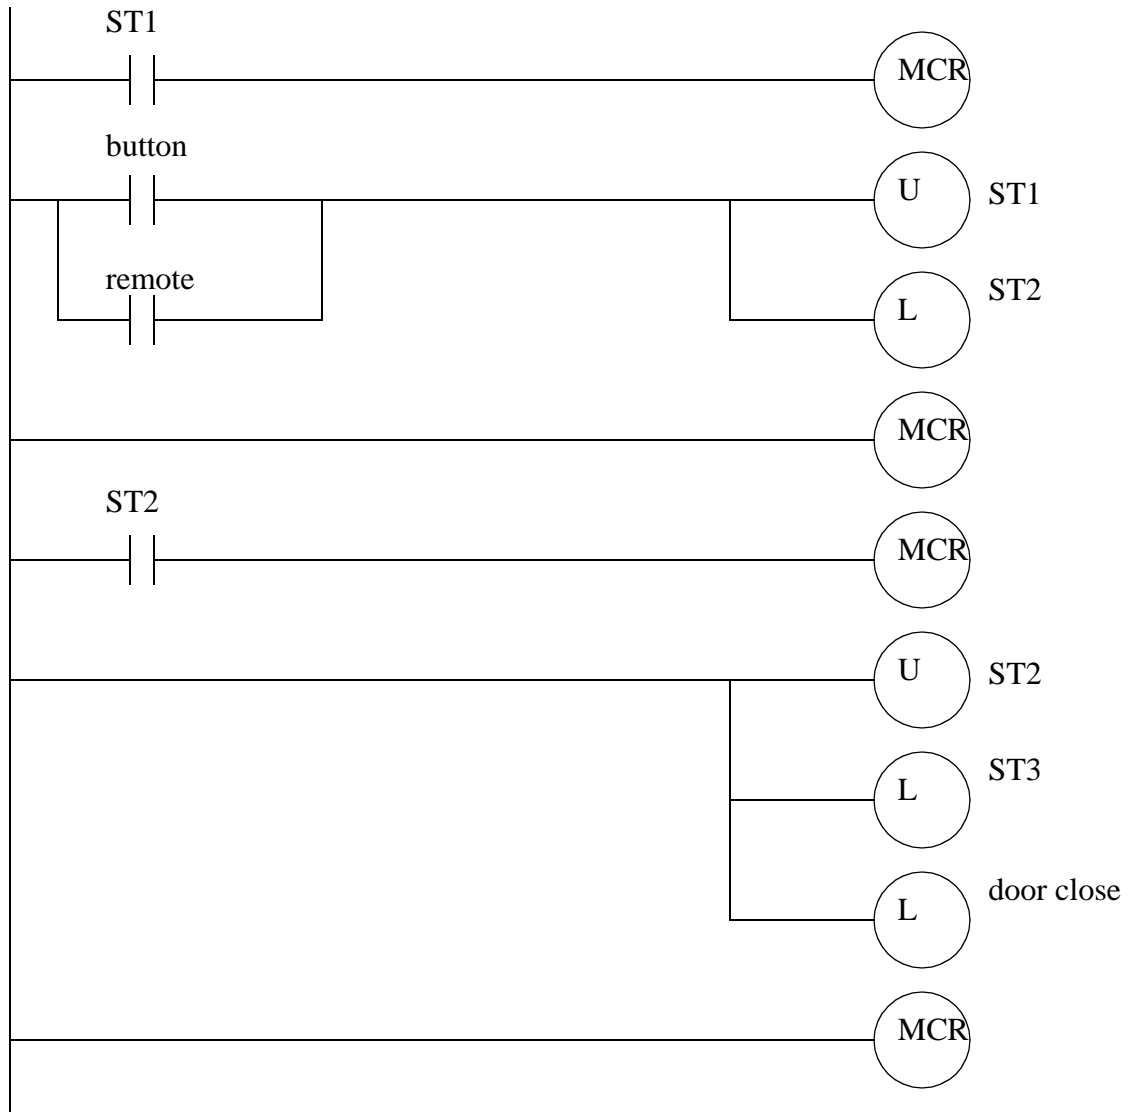 ST1
MCR
button
U ST1
remote
L ST2
MCR
ST2
MCR
U ST2
L ST3
L door close
MCR